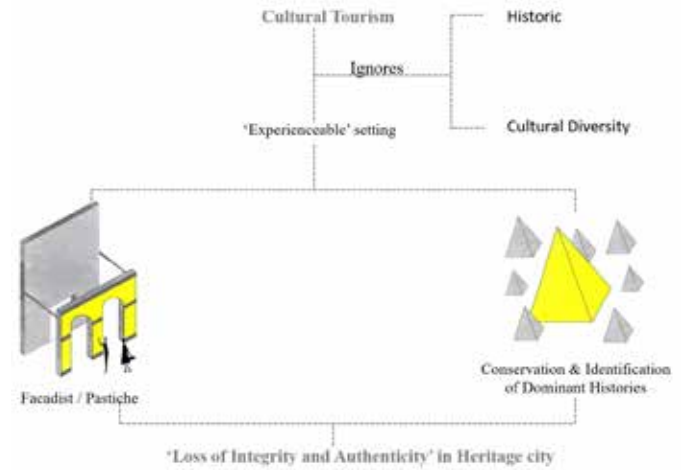 Cultural Tourism
Historic
Ignores
Cultural Diversity
'Experienceable' setting
Facadist / Pastiche
Conservation & Identification
of Dominant Histories
'Loss of Integrity and Authenticity' in Heritage city